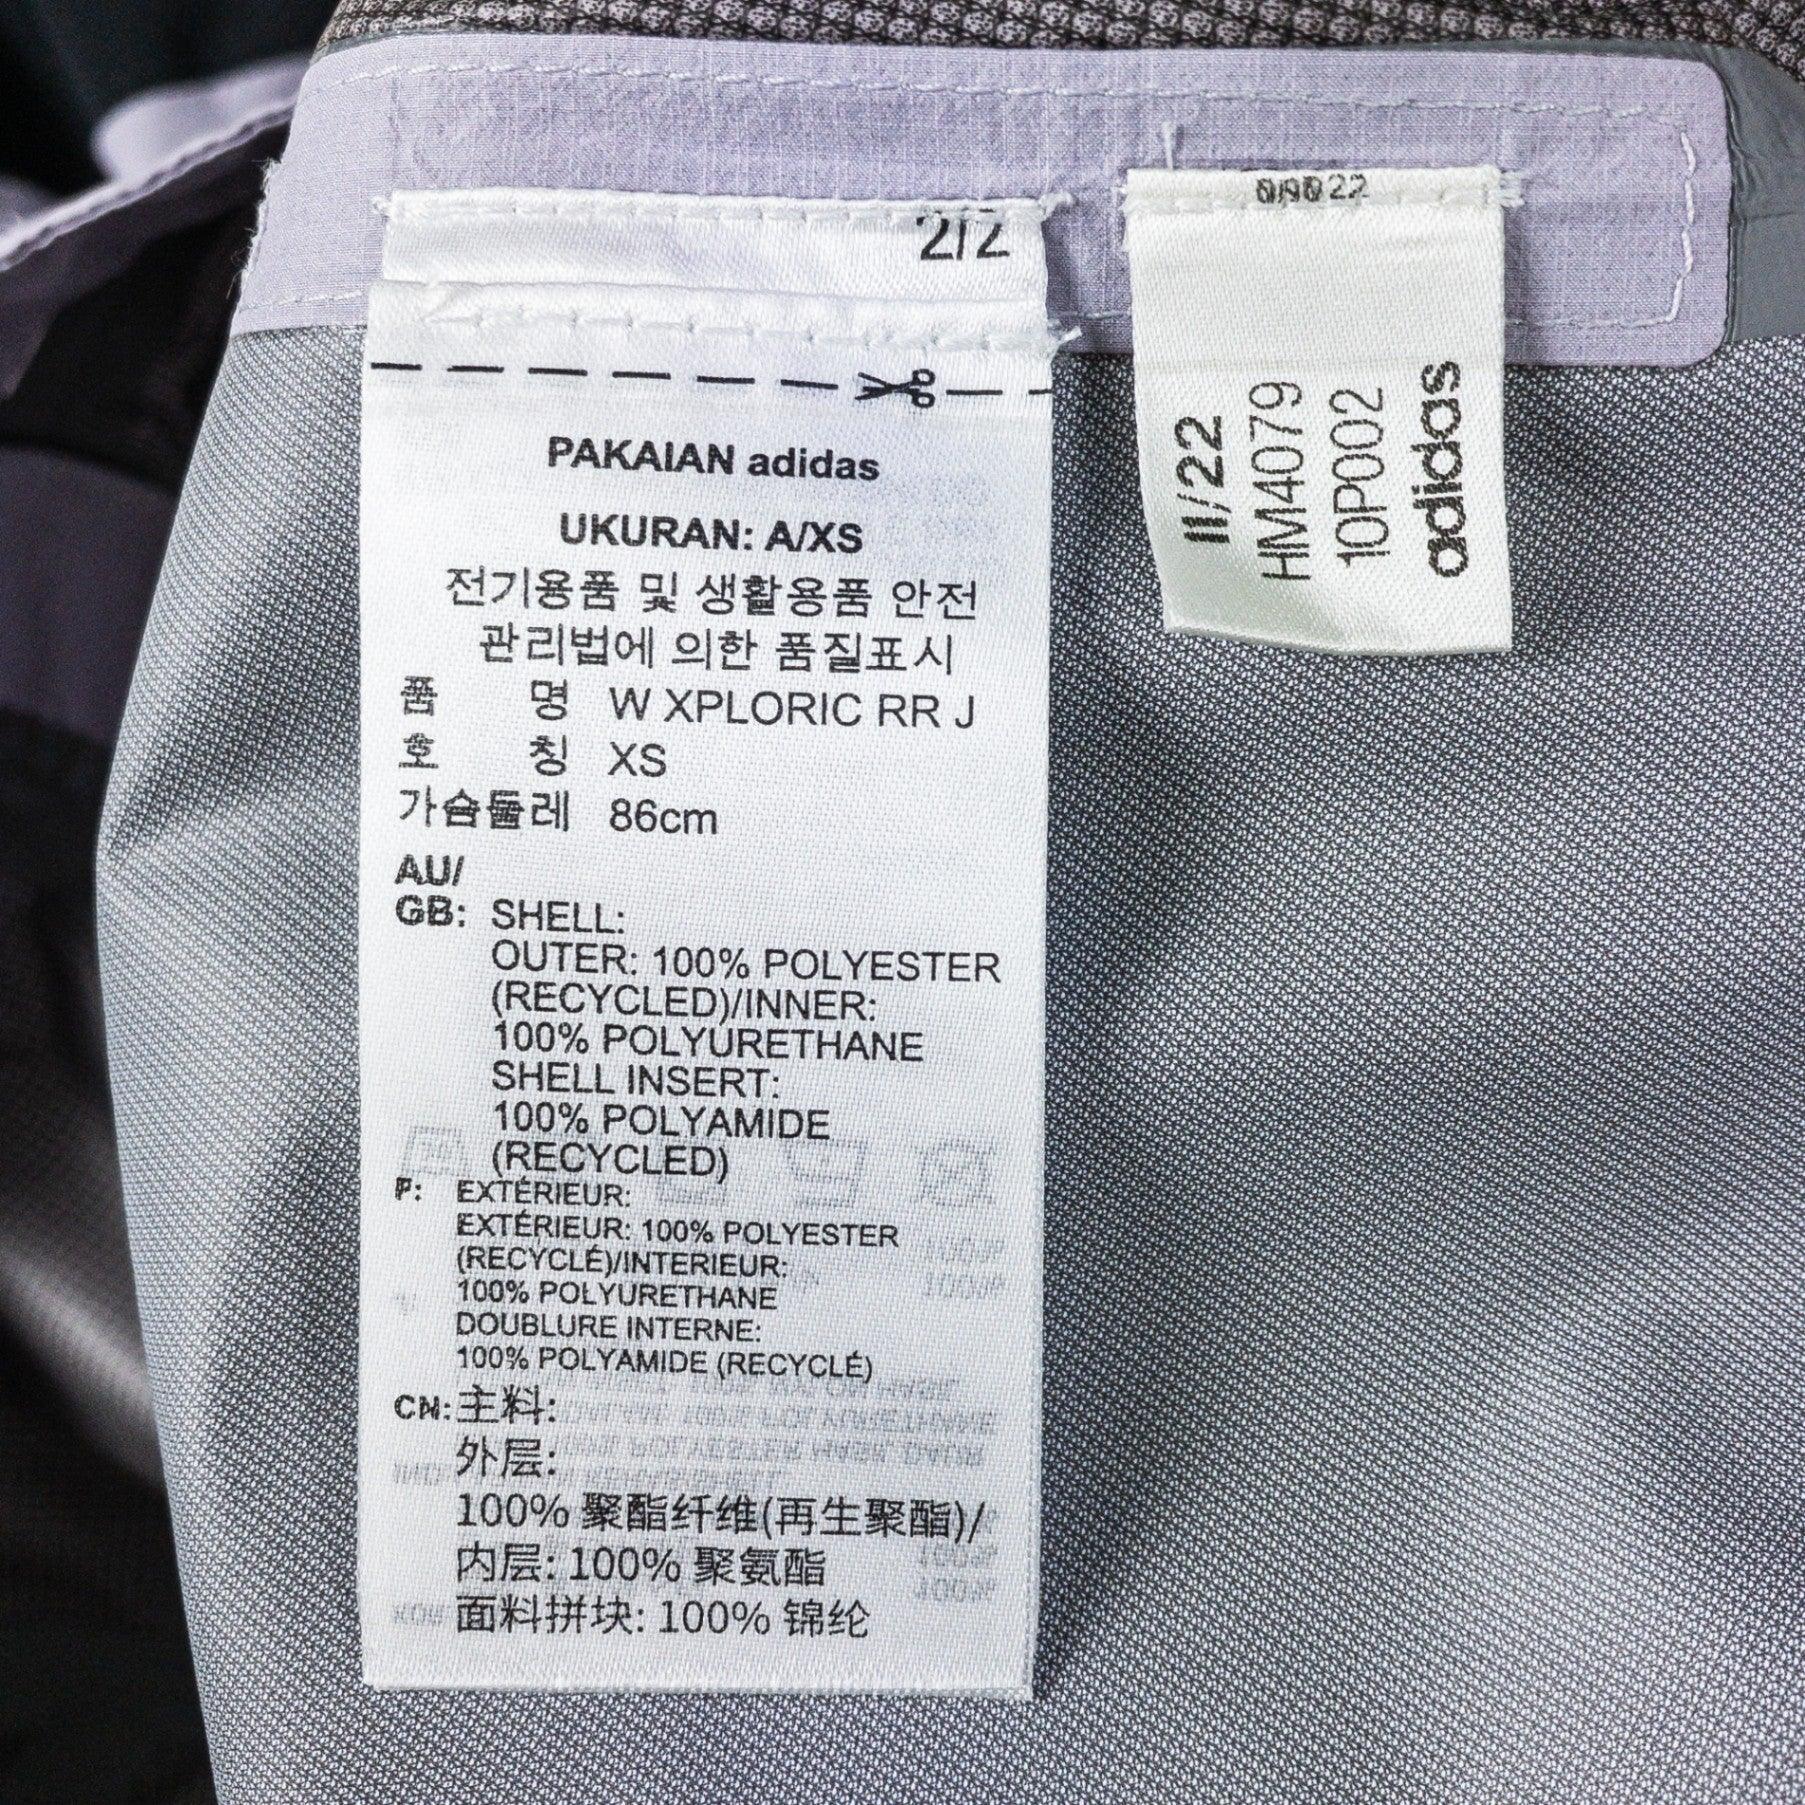 2/2
PAKAIAN adidas
UKURAN: A/XS
전기용품 및 생활용품 안전
관리법에 의한 품질표시
품 명 W XPLORIC RR J
호 칭 XS
가슴둘레 86cm
AU/
GB: SHELL:
OUTER: 100% POLYESTER
(RECYCLED)/INNER:
100% POLYURETHANE
SHELL INSERT:
100% POLYAMIDE
(RECYCLED)
F: EXTÉRIEUR:
EXTÉRIEUR: 100% POLYESTER
(RECYCLÉ)/INTERIEUR:
100% POLYURETHANE
DOUBLURE INTERNE:
100% POLYAMIDE (RECYCLÉ)
CN: 主料:
外层:
100% 聚酯纤维(再生聚酯)/
内层: 100% 聚氨酯
面料拼块: 100% 锦纶
11/22
HM4079
10P002
adidas